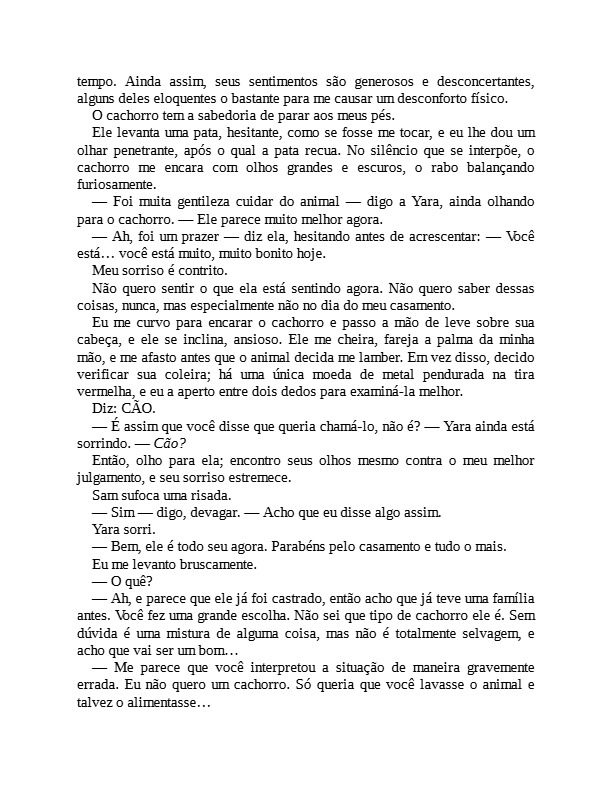 tempo. Ainda assim, seus sentimentos são generosos e desconcertantes,
alguns deles eloquentes o bastante para me causar um desconforto físico.
O cachorro tem a sabedoria de parar aos meus pés.
Ele levanta uma pata, hesitante, como se fosse me tocar, e eu lhe dou um
olhar penetrante, após o qual a pata recua. No silêncio que se interpõe, o
cachorro me encara com olhos grandes e escuros, o rabo balançando
furiosamente.
— Foi muita gentileza cuidar do animal — digo a Yara, ainda olhando
para o cachorro. — Ele parece muito melhor agora.
— Ah, foi um prazer — diz ela, hesitando antes de acrescentar: — Você
está… você está muito, muito bonito hoje.
Meu sorriso é contrito.
Não quero sentir o que ela está sentindo agora. Não quero saber dessas
coisas, nunca, mas especialmente não no dia do meu casamento.
Eu me curvo para encarar o cachorro e passo a mão de leve sobre sua
cabeça, e ele se inclina, ansioso. Ele me cheira, fareja a palma da minha
mão, e me afasto antes que o animal decida me lamber. Em vez disso, decido
verificar sua coleira; há uma única moeda de metal pendurada na tira
vermelha, e eu a aperto entre dois dedos para examiná-la melhor.
Diz: CÃO.
— É assim que você disse que queria chamá-lo, não é? — Yara ainda está
sorrindo. — Cão?
Então, olho para ela; encontro seus olhos mesmo contra o meu melhor
julgamento, e seu sorriso estremece.
Sam sufoca uma risada.
— Sim — digo, devagar. — Acho que eu disse algo assim.
Yara sorri.
— Bem, ele é todo seu agora. Parabéns pelo casamento e tudo o mais.
Eu me levanto bruscamente.
— O quê?
— Ah, e parece que ele já foi castrado, então acho que já teve uma família
antes. Você fez uma grande escolha. Não sei que tipo de cachorro ele é. Sem
dúvida é uma mistura de alguma coisa, mas não é totalmente selvagem, e
acho que vai ser um bom…
— Me parece que você interpretou a situação de maneira gravemente
errada. Eu não quero um cachorro. Só queria que você lavasse o animal e
talvez o alimentasse…